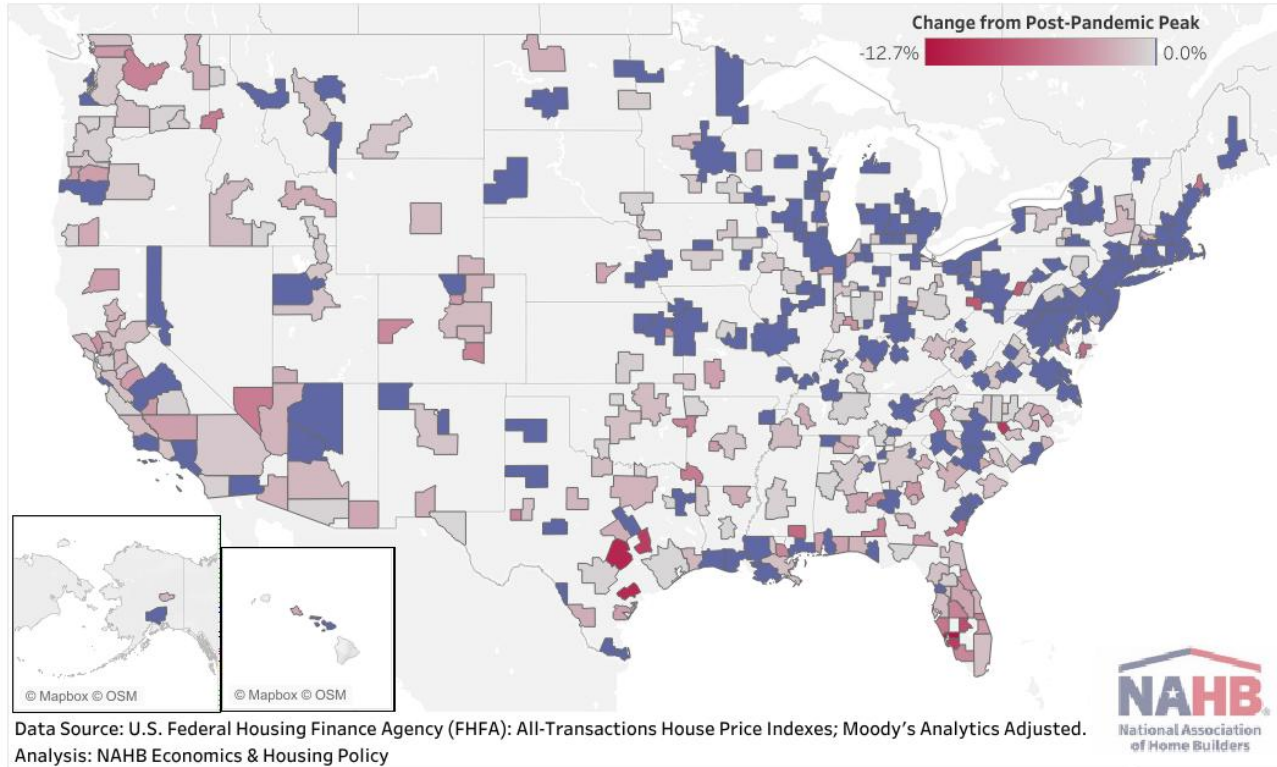 Change from Post-Pandemic Peak
-12.7% 0.0%
© Mapbox © OSM
© Mapbox © OSM
NAHB®
National Association
of Home Builders
Data Source: U.S. Federal Housing Finance Agency (FHFA): All-Transactions House Price Indexes; Moody's Analytics Adjusted.
Analysis: NAHB Economics & Housing Policy